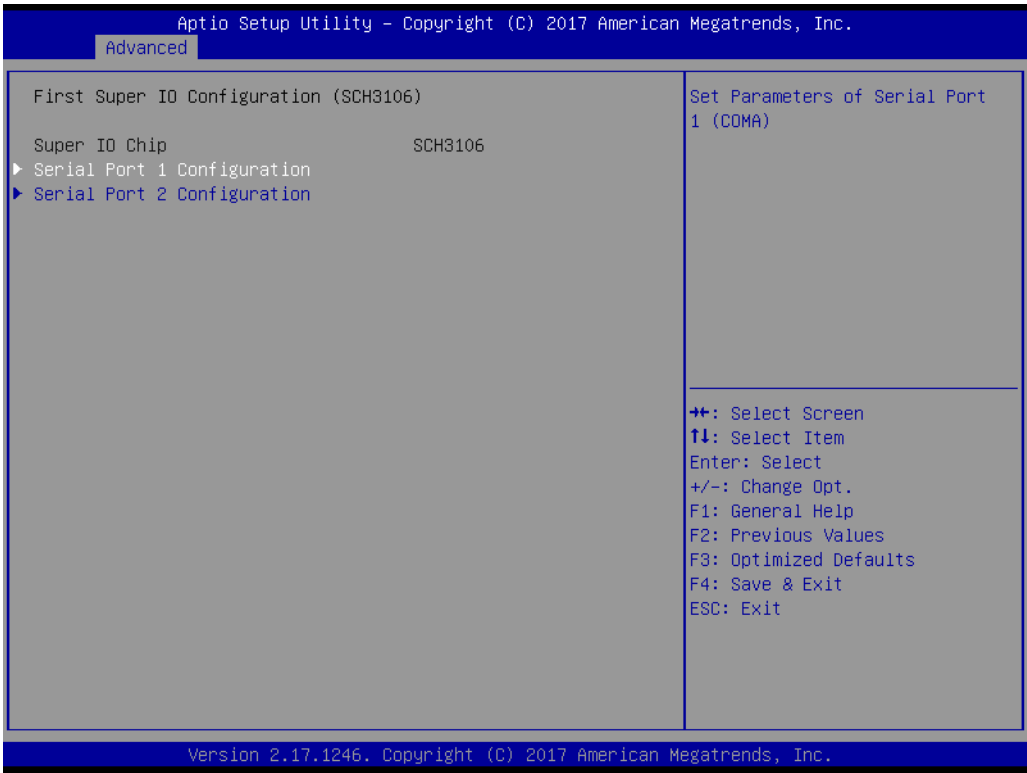 Aptio Setup Utility – Copyright (C) 2017 American Megatrends, Inc.
Advanced
First Super IO Configuration (SCH3106)
Super IO Chip SCH3106
Serial Port 1 Configuration
Serial Port 2 Configuration
Set Parameters of Serial Port
1 (COMA)
→←: Select Screen
↑↓: Select Item
Enter: Select
+/-: Change Opt.
F1: General Help
F2: Previous Values
F3: Optimized Defaults
F4: Save & Exit
ESC: Exit
Version 2.17.1246. Copyright (C) 2017 American Megatrends, Inc.